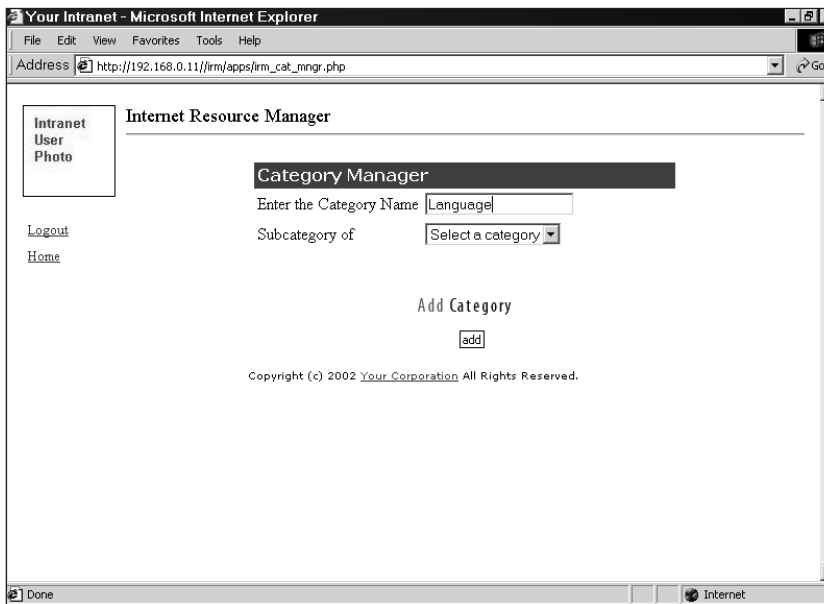 Your Intranet - Microsoft Internet Explorer
File Edit View Favorites Tools Help
Address http://192.168.0.11//irm/apps/irm_cat_mngr.php Go
Intranet
User
Photo
Internet Resource Manager
Category Manager
Enter the Category Name Language
Subcategory of Select a category
Logout
Home
Add Category
add
Copyright (c) 2002 Your Corporation All Rights Reserved.
Done Internet